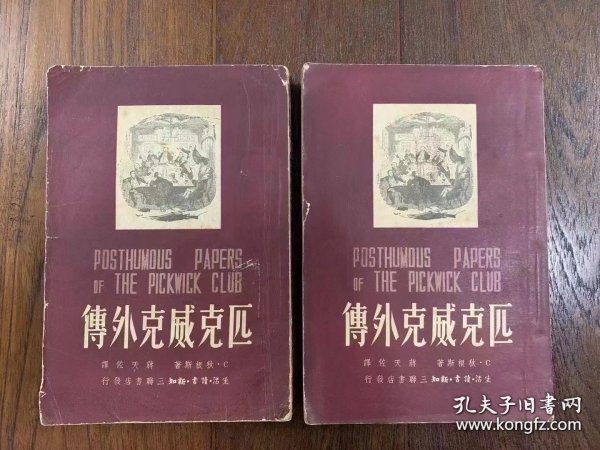 POSTHUMOUS PAPERS
OF THE PICKWICK CLUB
匹克威克外傳
C·狄根斯著 蔣天佐譯
生活·讀書·新知三聯書店發行
POSTHUMOUS PAPERS
OF THE PICKWICK CLUB
匹克威克外傳
C·狄根斯著 蔣天佐譯
生活·讀書·新知三聯書店發行
孔夫子旧书网
www.kongfz.com